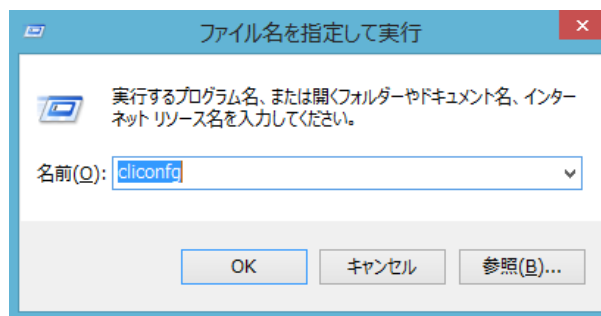 ファイル名を指定して実行
実行するプログラム名、または開くフォルダーやドキュメント名、インター
ネット リソース名を入力してください。
名前(O): cliconfg
OK キャンセル 参照(B)...